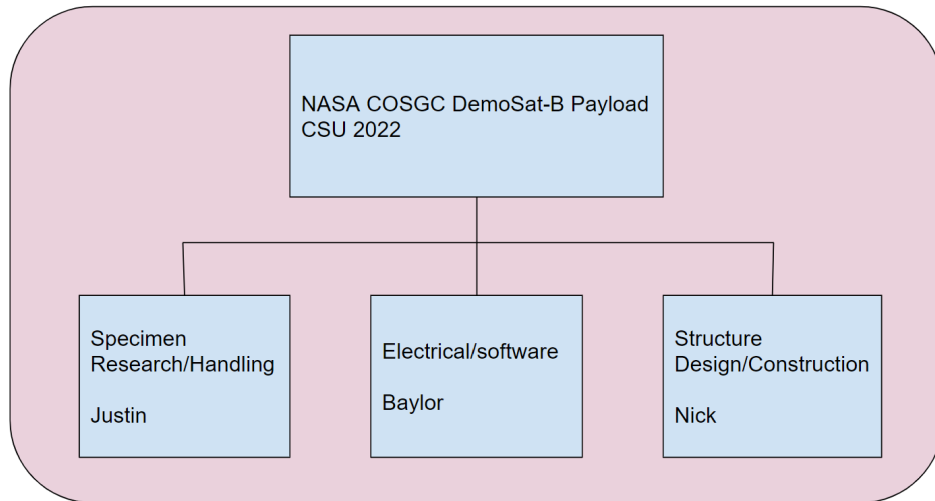 NASA COSGC DemoSat-B Payload
CSU 2022
Specimen
Research/Handling
Justin
Electrical/software
Baylor
Structure
Design/Construction
Nick